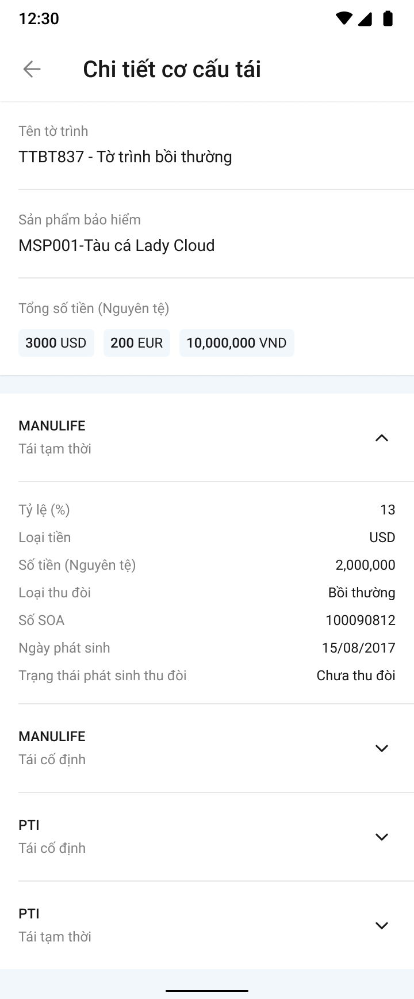 12:30
Chi tiết cơ cấu tái
Tên tờ trình
TTBT837 - Tờ trình bồi thường
Sản phẩm bảo hiểm
MSP001-Tàu cá Lady Cloud
Tổng số tiền (Nguyên tệ)
3000 USD 200 EUR 10,000,000 VND
MANULIFE
Tái tạm thời
Tỷ lệ (%) 13
Loại tiền USD
Số tiền (Nguyên tệ) 2,000,000
Loại thu đòi Bồi thường
Số SOA 100090812
Ngày phát sinh 15/08/2017
Trạng thái phát sinh thu đòi Chưa thu đòi
MANULIFE
Tái cố định
PTI
Tái cố định
PTI
Tái tạm thời